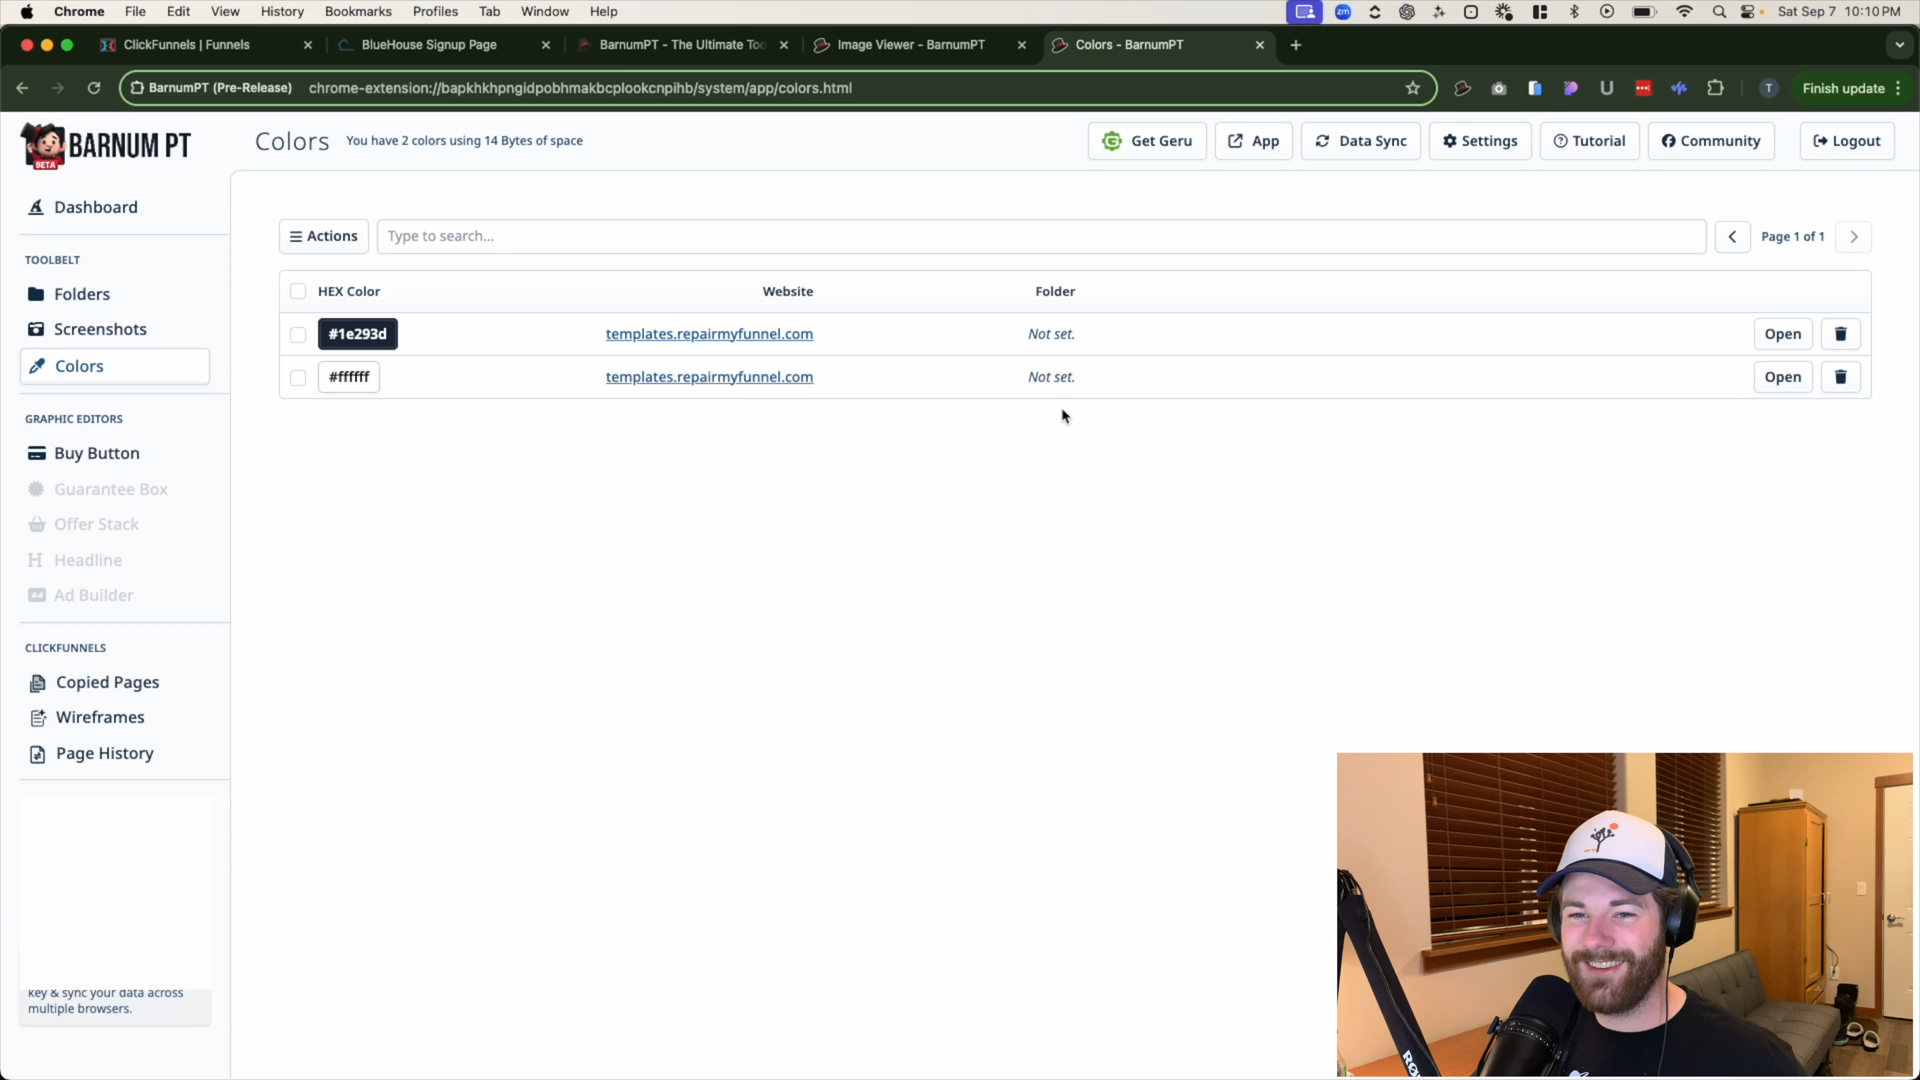 Chrome File Edit View History Bookmarks Profiles Tab Window Help
zm
Sat Sep 7 10:10 PM
ClickFunnels | Funnels
BlueHouse Signup Page
BarnumPT - The Ultimate Too
Image Viewer - BarnumPT
Colors - BarnumPT
BarnumPT (Pre-Release)
chrome-extension://bapkhkhpngidpobhmakbcplookcnpihb/system/app/colors.html
U
T
Finish update
BARNUM PT
BETA
Colors
You have 2 colors using 14 Bytes of space
Get Geru
App
Data Sync
Settings
Tutorial
Community
Logout
Dashboard
TOOLBELT
Folders
Screenshots
Colors
GRAPHIC EDITORS
Buy Button
Guarantee Box
Offer Stack
H Headline
Ad Ad Builder
CLICKFUNNELS
Copied Pages
Wireframes
Page History
key & sync your data across
multiple browsers.
Actions
Type to search...
Page 1 of 1
HEX Color Website Folder
#1e293d templates.repairmyfunnel.com Not set. Open
#ffffff templates.repairmyfunnel.com Not set. Open